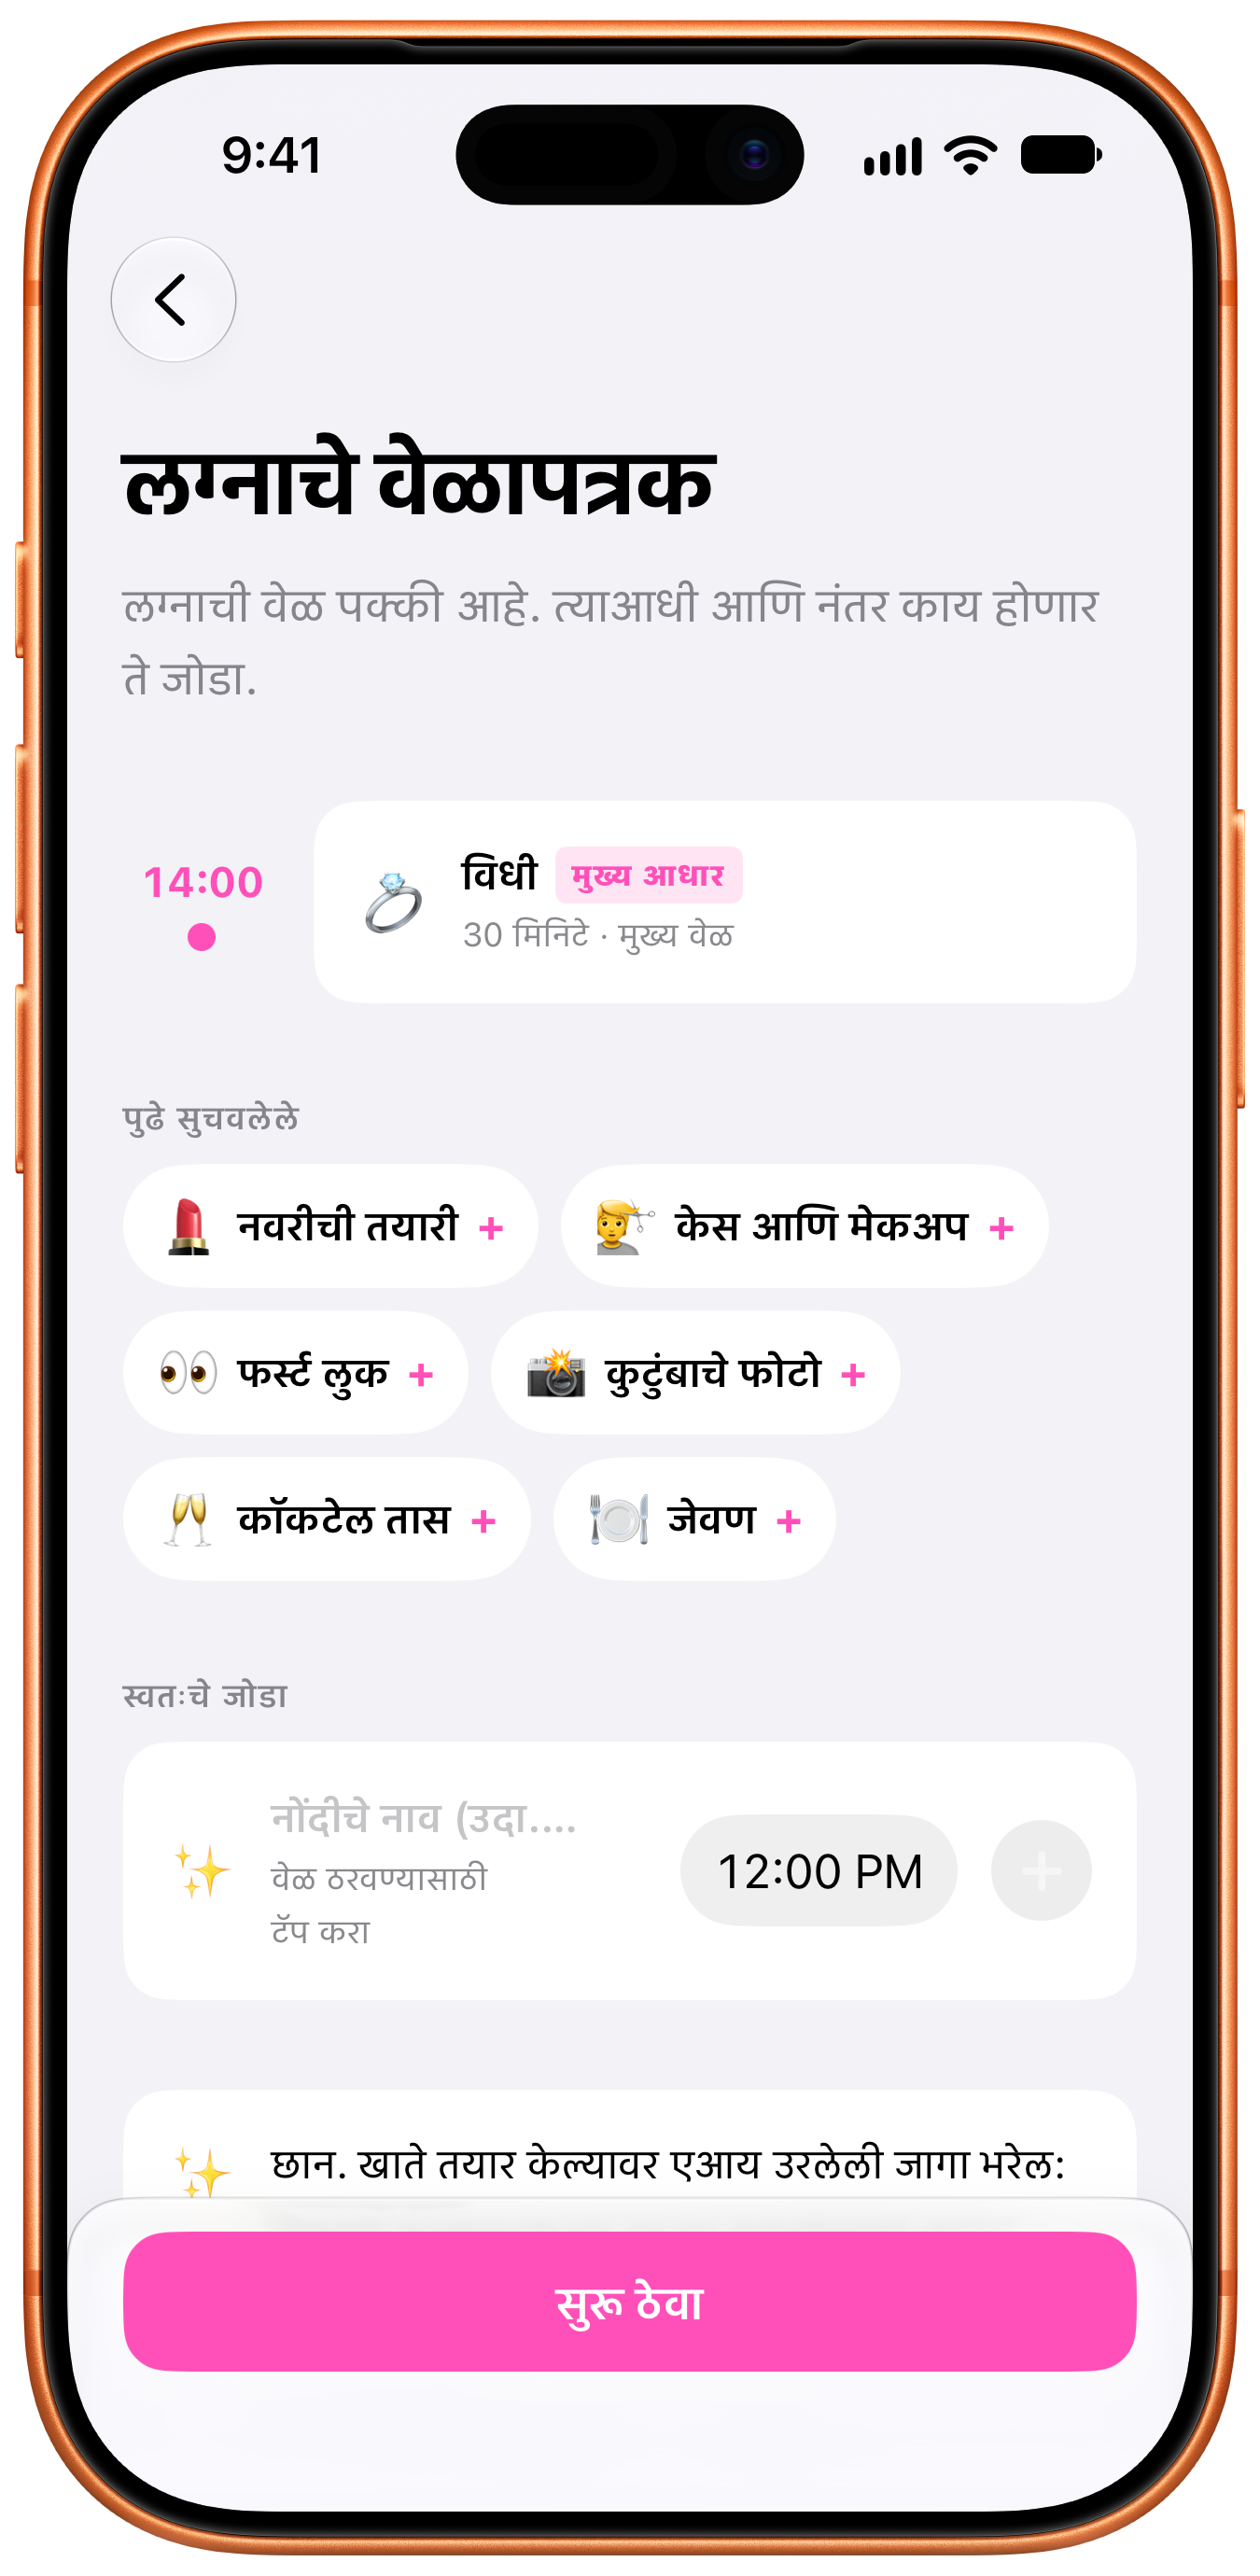 9:41
लग्नाचे वेळापत्रक
लग्नाची वेळ पक्की आहे. त्याआधी आणि नंतर काय होणार
ते जोडा.
14:00
विधी मुख्य आधार
30 मिनिटे · मुख्य वेळ
पुढे सुचवलेले
नवरीची तयारी +
केस आणि मेकअप +
फर्स्ट लुक +
कुटुंबाचे फोटो +
कॉकटेल तास +
जेवण +
स्वतःचे जोडा
नोंदीचे नाव (उदा....
वेळ ठरवण्यासाठी
टॅप करा
12:00 PM
छान. खाते तयार केल्यावर एआय उरलेली जागा भरेल:
सुरू ठेवा